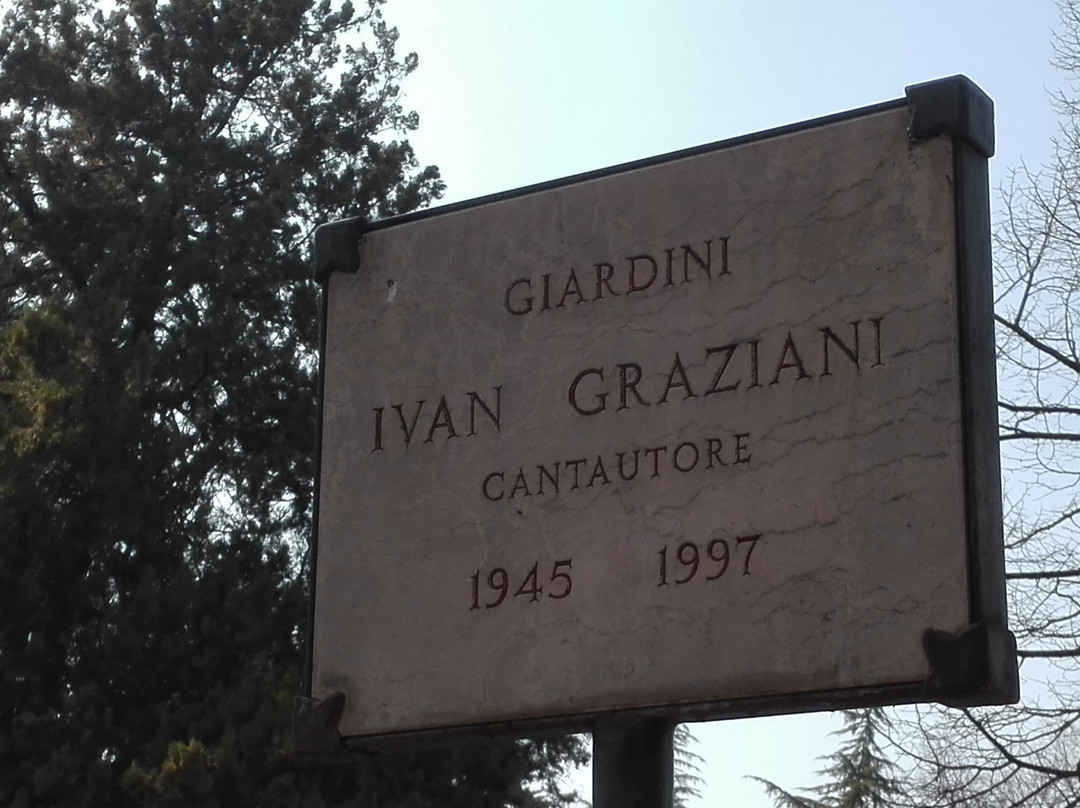 GIARDINI
IVAN GRAZIANI
CANTAUTORE
1945 1997